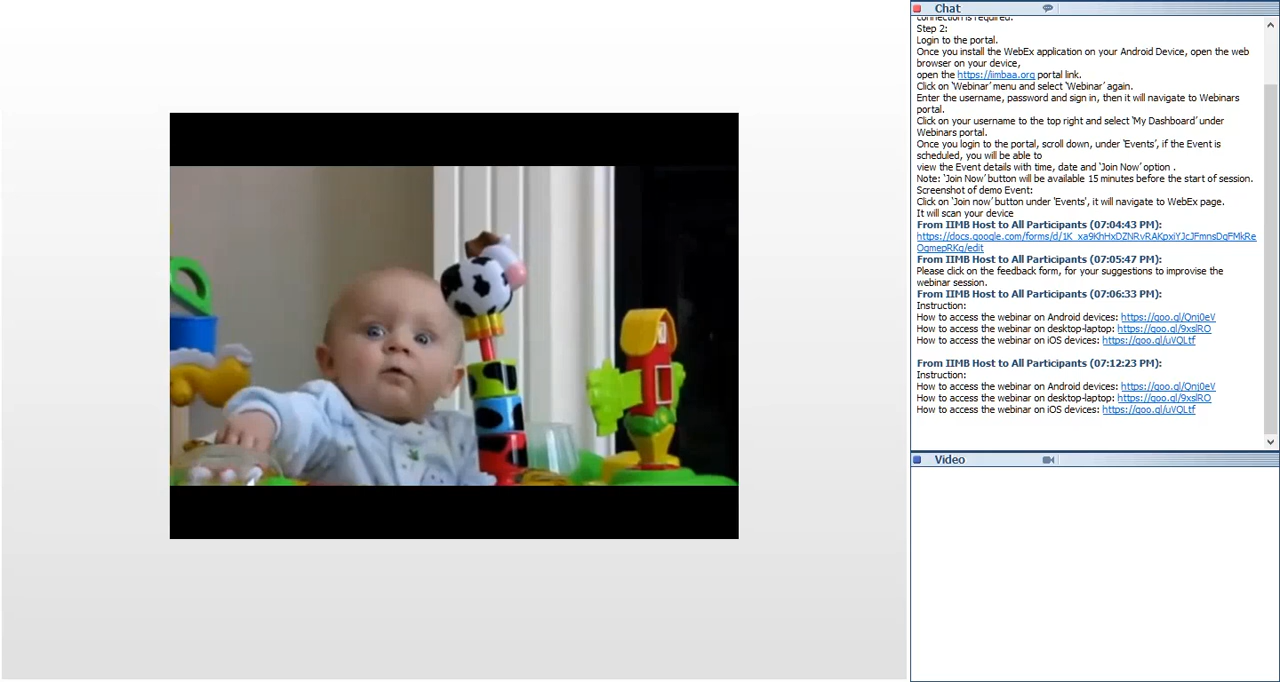 Chat
connection is required.
Step 2:
Login to the portal.
Once you install the WebEx application on your Android Device, open the web
browser on your device,
open the https://iimbaa.org portal link.
Click on 'Webinar' menu and select 'Webinar' again.
Enter the username, password and sign in, then it will navigate to Webinars
portal.
Click on your username to the top right and select 'My Dashboard' under
Webinars portal.
Once you login to the portal, scroll down, under 'Events', if the Event is
scheduled, you will be able to
view the Event details with time, date and 'Join Now' option .
Note: 'Join Now' button will be available 15 minutes before the start of session.
Screenshot of demo Event:
Click on 'Join now' button under 'Events', it will navigate to WebEx page.
It will scan your device
From IIMB Host to All Participants (07:04:43 PM):
From IIMB Host to All Participants (07:05:47 PM):
Please click on the feedback form, for your suggestions to improvise the
webinar session.
From IIMB Host to All Participants (07:06:33 PM):
Instruction:
How to access the webinar on Android devices: https://goo.gl/Qnj0eV
How to access the webinar on desktop-laptop: https://goo.gl/9xslRO
How to access the webinar on iOS devices: https://goo.gl/uVQLtf
From IIMB Host to All Participants (07:12:23 PM):
Instruction:
How to access the webinar on Android devices: https://goo.gl/Qnj0eV
How to access the webinar on desktop-laptop: https://goo.gl/9xslRO
How to access the webinar on iOS devices: https://goo.gl/uVQLtf
Video